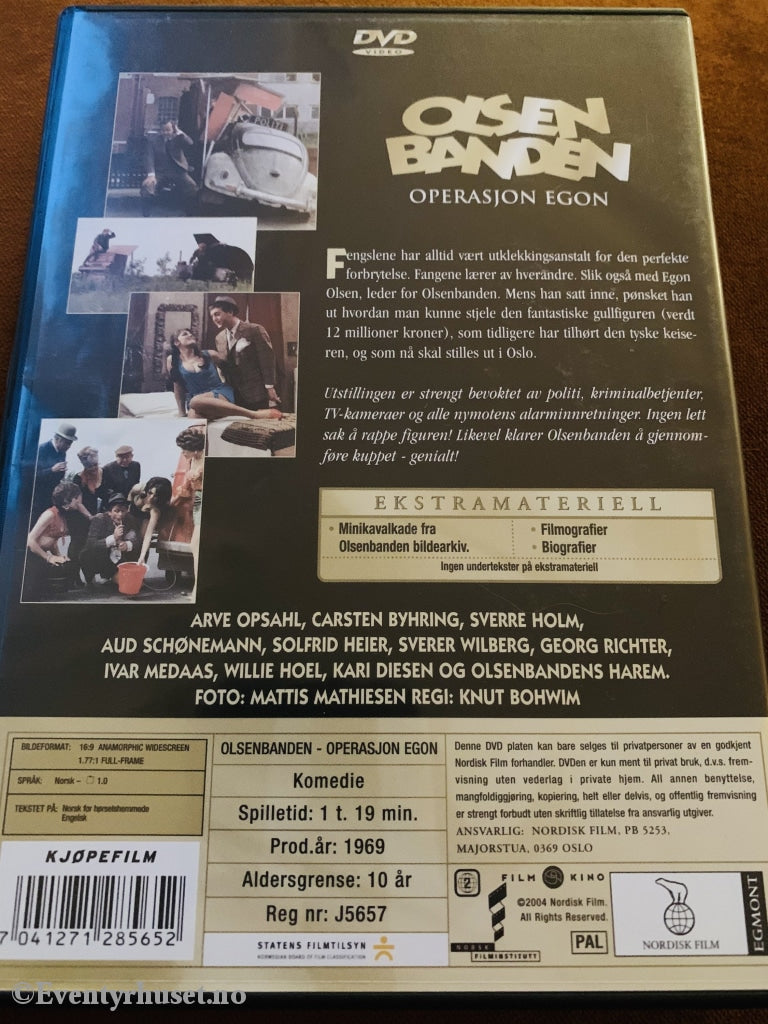 DVD
VIDEO
POLITI
OLSEN
BANDEN
OPERASJON EGON
Fengslene har alltid vært utklekkingsanstalt for den perfekte
forbrytelse. Fangene lærer av hverandre. Slik også med Egon
Olsen, leder for Olsenbanden. Mens han satt inne, pønsket han
ut hvordan man kunne stjele den fantastiske gullfiguren (verdt
12 millioner kroner), som tidligere har tilhørt den tyske keise-
ren, og som nå skal stilles ut i Oslo.
Utstillingen er strengt bevoktet av politi, kriminalbetjenter,
TV-kameraer og alle nymotens alarminnretninger. Ingen lett
sak å rappe figuren! Likevel klarer Olsenbanden å gjennom-
føre kuppet - genialt!
EKSTRAMATERIELL
• Minikavalkade fra
Olsenbanden bildearkiv.
• Filmografier
• Biografier
Ingen undertekster på ekstramateriell
ARVE OPSAHL, CARSTEN BYHRING, SVERRE HOLM,
AUD SCHØNEMANN, SOLFRID HEIER, SVERER WILBERG, GEORG RICHTER,
IVAR MEDAAS, WILLIE HOEL, KARI DIESEN OG OLSENBANDENS HAREM.
FOTO: MATTIS MATHIESEN REGI: KNUT BOHWIM
BILDEFORMAT: 16:9 ANAMORPHIC WIDESCREEN
1.77:1 FULL-FRAME
SPRÅK: Norsk – 1.0
TEKSTET PÅ: Norsk for hørselshemmede
Engelsk
KJØPEFILM
7 041271 285652
OLSENBANDEN - OPERASJON EGON
Komedie
Spilletid: 1 t. 19 min.
Prod.år: 1969
Aldersgrense: 10 år
Reg nr: J5657
STATENS FILMTILSYN
NORWEGIAN BOARD OF FILM CLASSIFICATION
Denne DVD platen kan bare selges til privatpersoner av en godkjent
Nordisk Film forhandler. DVDen er kun ment til privat bruk, d.v.s. frem-
visning uten vederlag i private hjem. All annen benyttelse,
mangfoldiggjøring, kopiering, helt eller delvis, og offentlig fremvisning
er strengt forbudt uten skriftlig tillatelse fra ansvarlig utgiver.
ANSVARLIG: NORDISK FILM, PB 5253,
MAJORSTUA, 0369 OSLO
2
FILM KINO
©2004 Nordisk Film.
All Rights Reserved.
NORSK
FILMINSTITUTT
PAL
NORDISK FILM
EGMONT
©Eventyrhuset.no